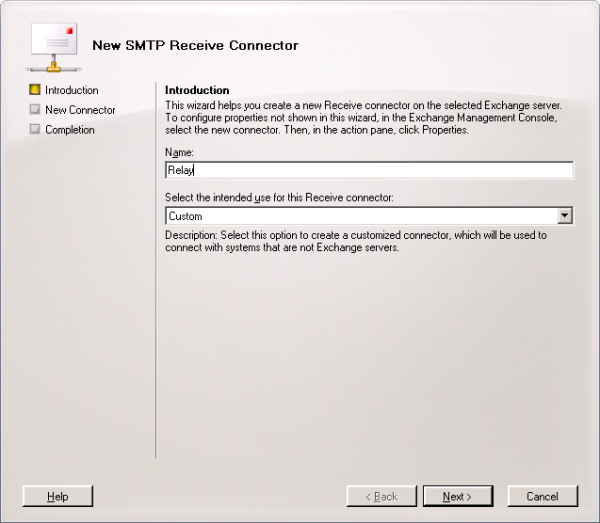 New SMTP Receive Connector
Introduction
New Connector
Completion
Introduction
This wizard helps you create a new Receive connector on the selected Exchange server.
To configure properties not shown in this wizard, in the Exchange Management Console,
select the new connector. Then, in the action pane, click Properties.
Name:
Relay
Select the intended use for this Receive connector:
Custom
Description: Select this option to create a customized connector, which will be used to
connect with systems that are not Exchange servers.
Help
< Back
Next >
Cancel